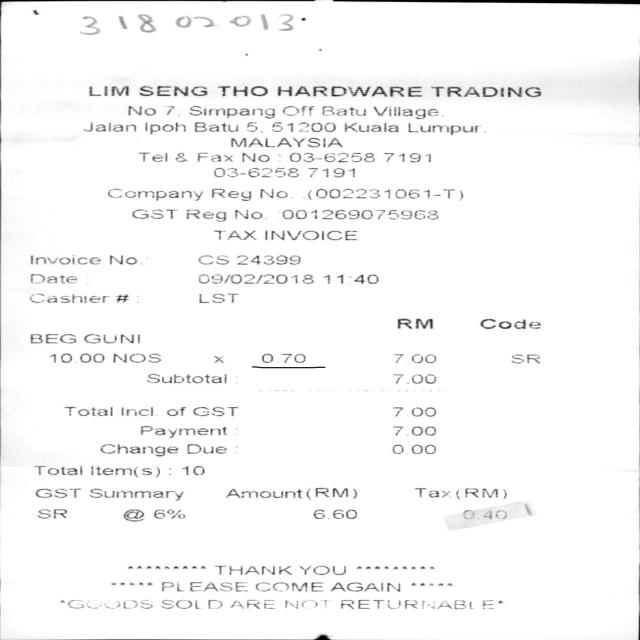 31802013.
LIM SENG THO HARDWARE TRADING
No 7, Simpang Off Batu Village,
Jalan Ipoh Batu 5, 51200 Kuala Lumpur.
MALAYSIA
Tel & Fax No : 03-6258 7191
03-6258 7191
Company Reg No. :(002231061-T)
GST Reg No. :001269075968
TAX INVOICE
Invoice No.: CS 24399
Date : 09/02/2018 11:40
Cashier # : LST
RM Code
BEG GUNI
10.00 NOS x 0.70 7.00 SR
Subtotal : 7.00
Total Incl. of GST 7.00
Payment : 7.00
Change Due : 0.00
Total Item(s) : 10
GST Summary Amount(RM) Tax(RM)
SR @ 6% 6.60 0.40
********* THANK YOU *********
***** PLEASE COME AGAIN *****
*GOODS SOLD ARE NOT RETURNABLE*